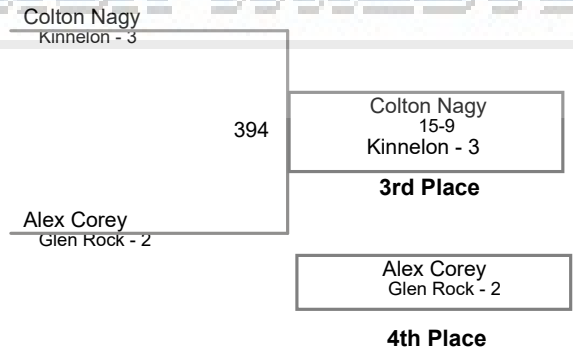 Colton Nagy
Kinnelon - 3
394
Colton Nagy
15-9
Kinnelon - 3
3rd Place
Alex Corey
Glen Rock - 2
Alex Corey
Glen Rock - 2
4th Place